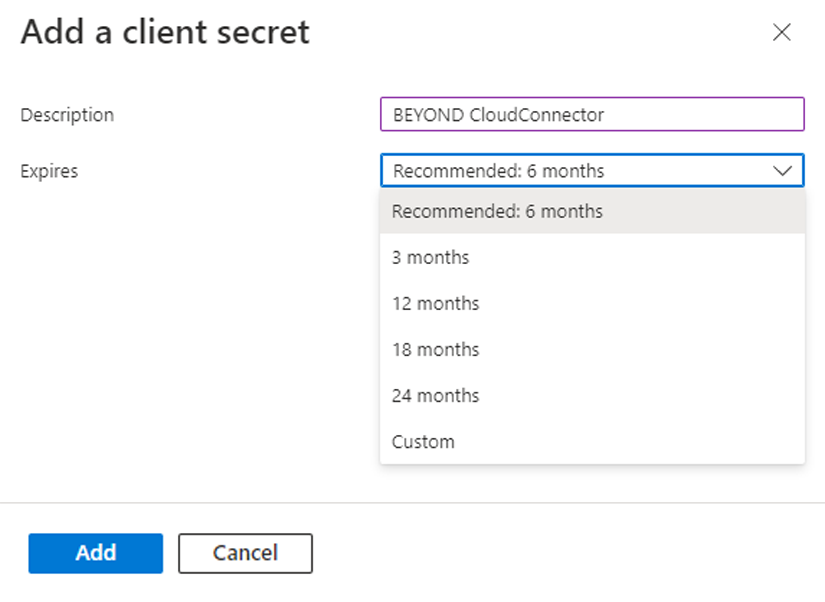 Add a client secret
Description
BEYOND CloudConnector
Expires
Recommended: 6 months
Recommended: 6 months
3 months
12 months
18 months
24 months
Custom
Add
Cancel